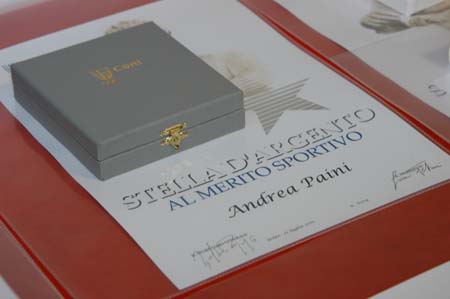 Coni
STELLA D'ARGENTO
AL MERITO SPORTIVO
Andrea Paini